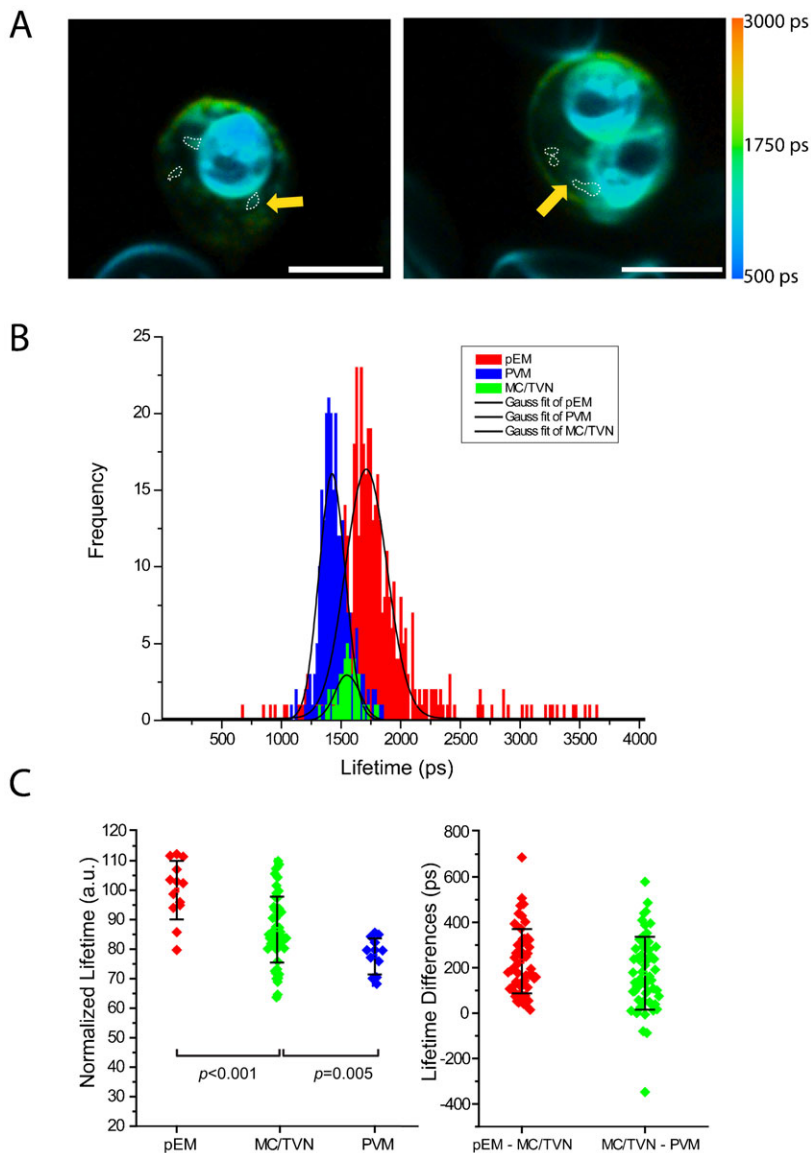 A
3000 ps
1750 ps
500 ps
B
25
20
15
10
5
0
Frequency
pEM
PVM
MC/TVN
Gauss fit of pEM
Gauss fit of PVM
Gauss fit of MC/TVN
500
1000
1500
2000
2500
3000
3500
4000
Lifetime (ps)
C
120
110
100
90
80
70
60
50
40
30
20
Normalized Lifetime (a.u.)
p<0.001
p=0.005
pEM
MC/TVN
PVM
800
600
400
200
0
-200
-400
Lifetime Differences (ps)
pEM - MC/TVN
MC/TVN - PVM